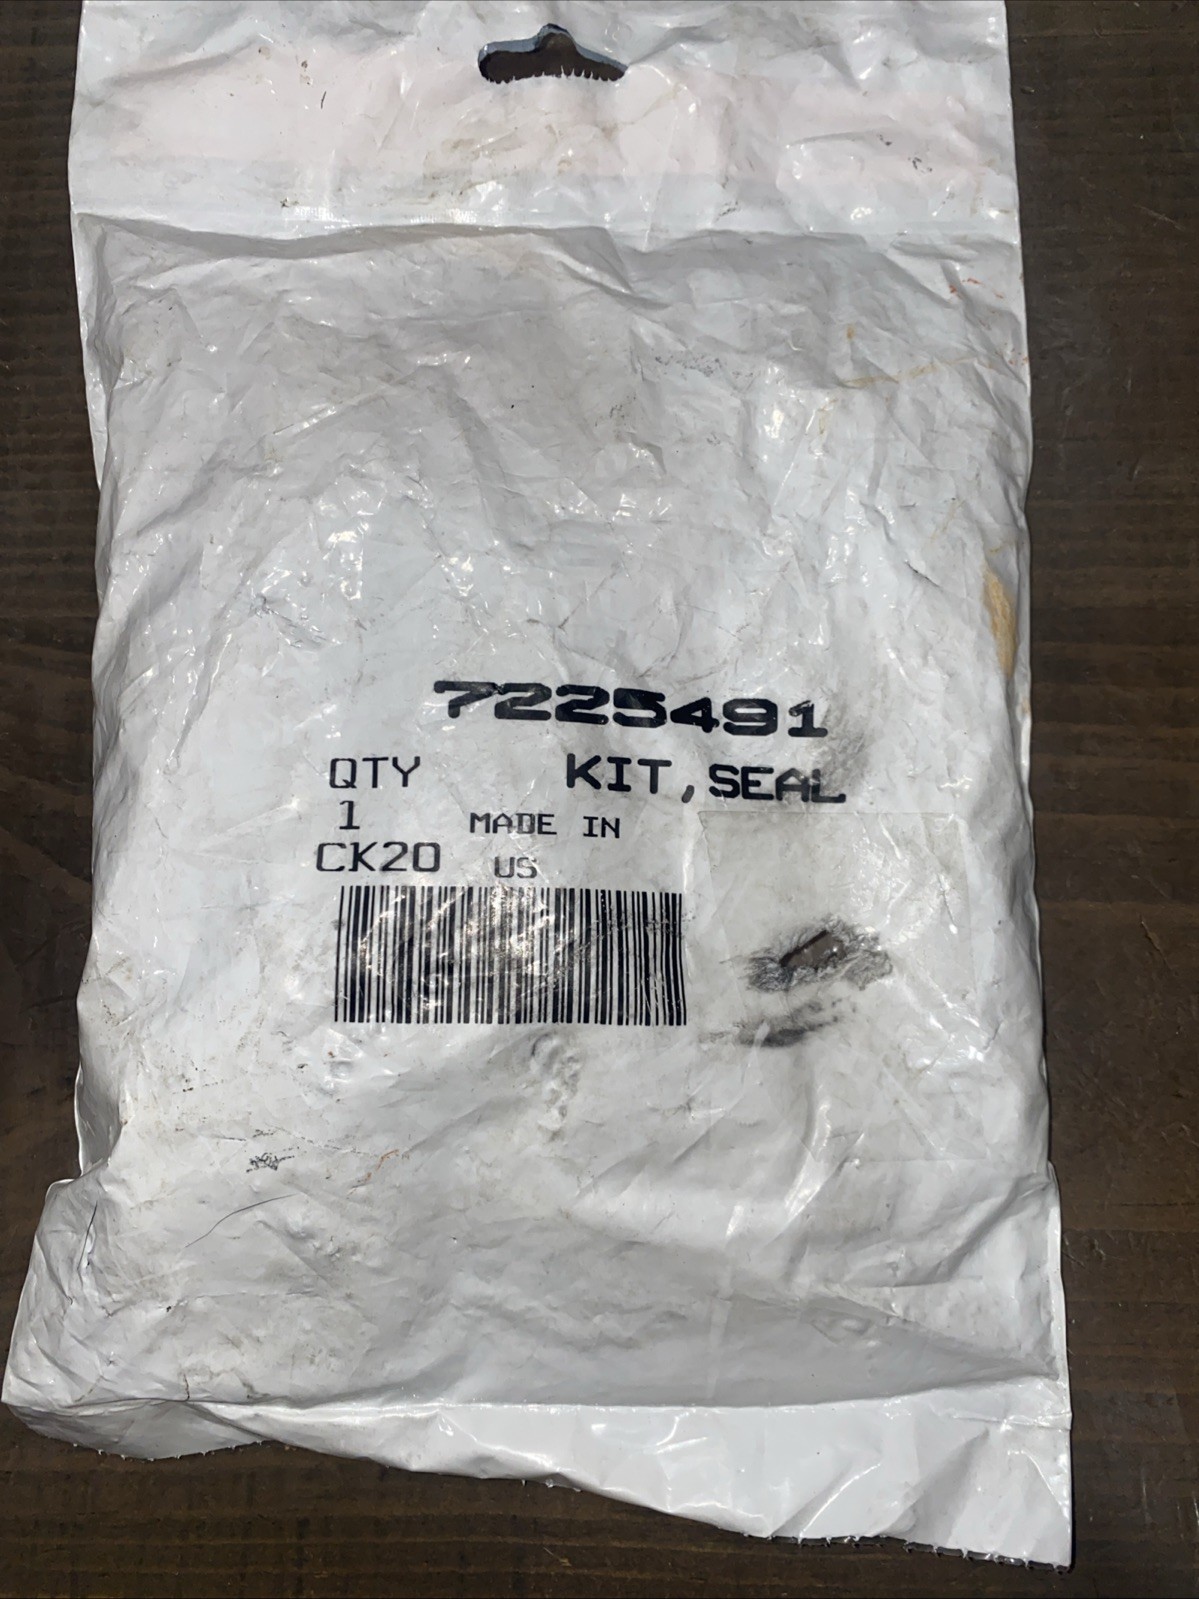 7225491
QTY KIT, SEAL
1 MADE IN
CK20 US